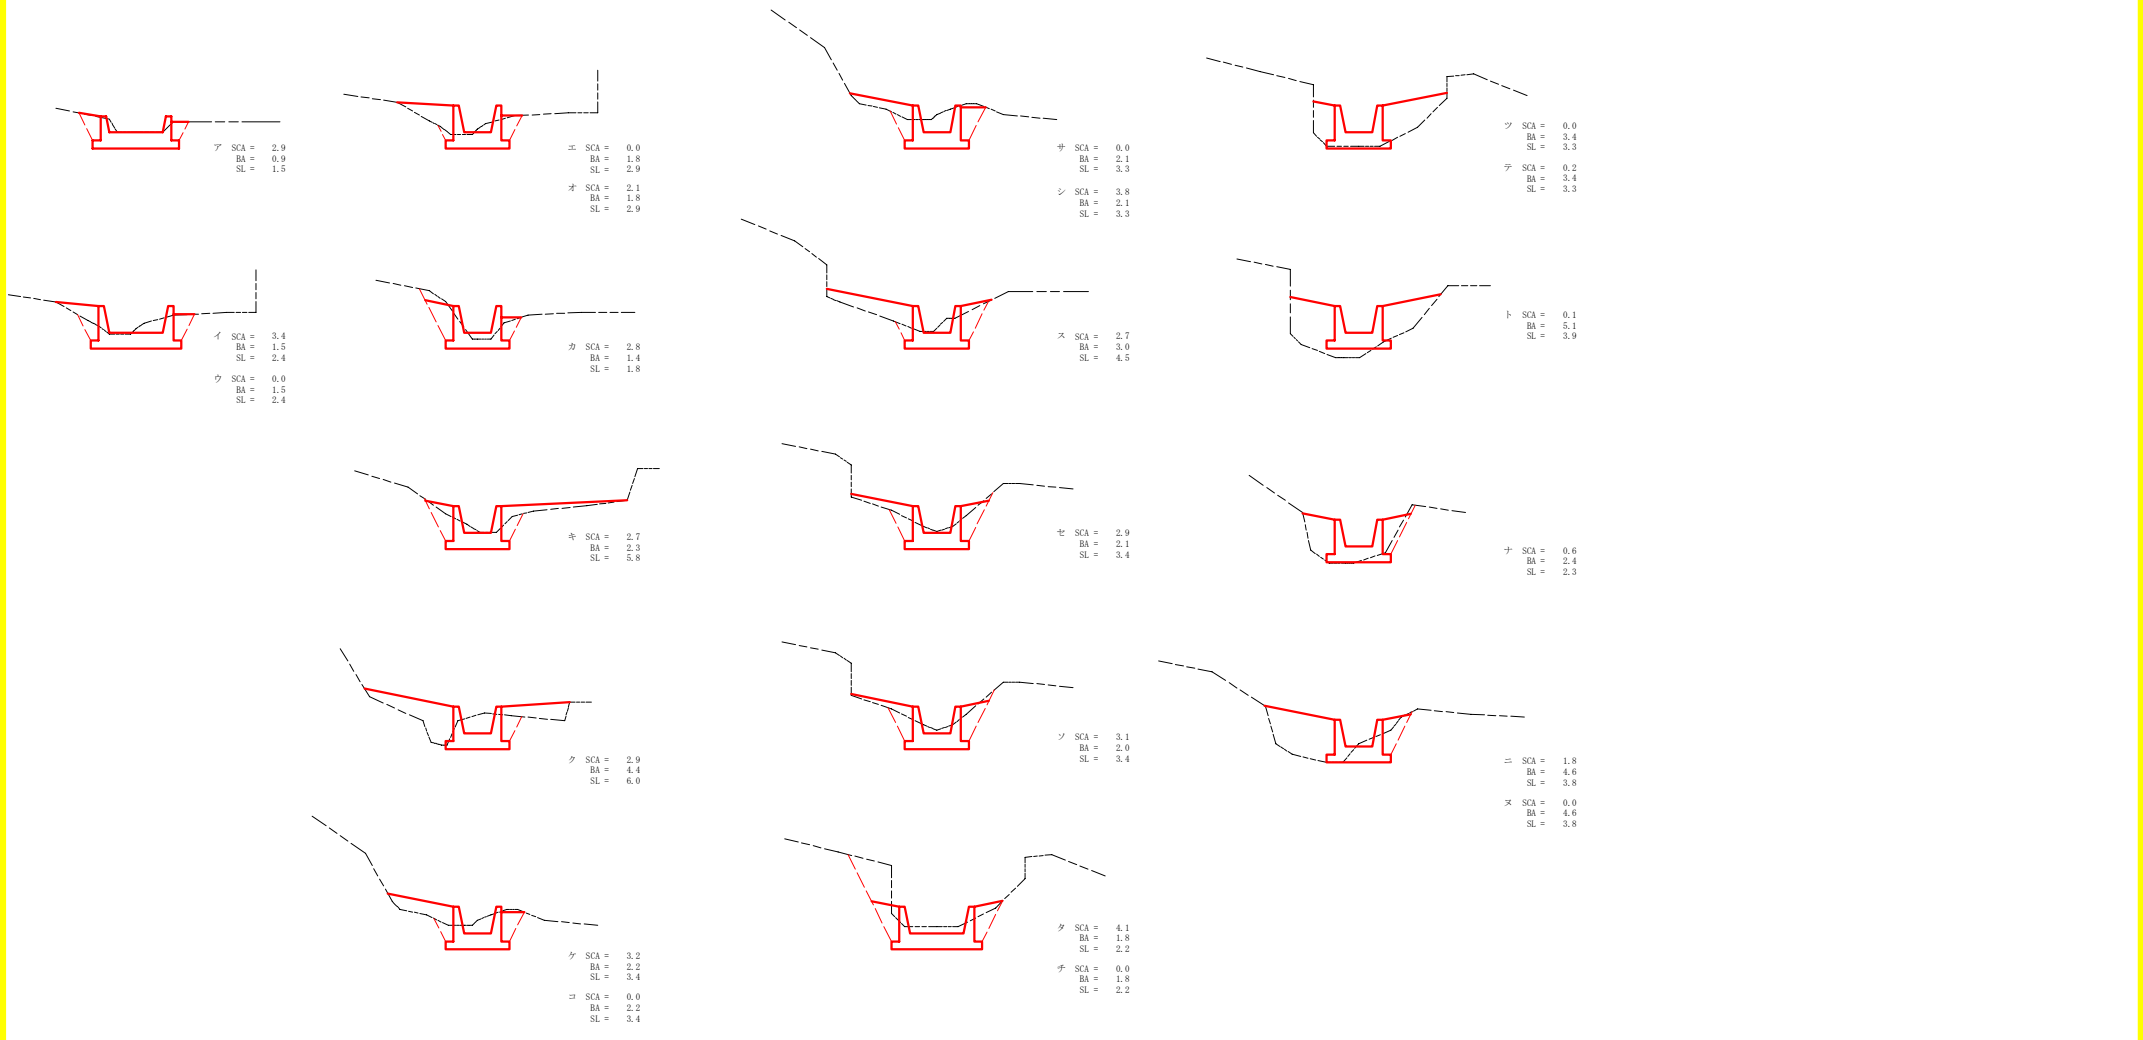 ア SCA = 2.9
BA = 0.9
SL = 1.5
イ SCA = 3.4
BA = 1.5
SL = 2.4
ウ SCA = 0.0
BA = 1.5
SL = 2.4
エ SCA = 0.0
BA = 1.8
SL = 2.9
オ SCA = 2.1
BA = 1.8
SL = 2.9
カ SCA = 2.8
BA = 1.4
SL = 1.8
キ SCA = 2.7
BA = 2.3
SL = 5.8
ク SCA = 2.9
BA = 4.4
SL = 6.0
ケ SCA = 3.2
BA = 2.2
SL = 3.4
コ SCA = 0.0
BA = 2.2
SL = 3.4
サ SCA = 0.0
BA = 2.1
SL = 3.3
シ SCA = 3.8
BA = 2.1
SL = 3.3
ス SCA = 2.7
BA = 3.0
SL = 4.5
セ SCA = 2.9
BA = 2.1
SL = 3.4
ソ SCA = 3.1
BA = 2.0
SL = 3.4
タ SCA = 4.1
BA = 1.8
SL = 2.2
チ SCA = 0.0
BA = 1.8
SL = 2.2
ツ SCA = 0.0
BA = 3.4
SL = 3.3
テ SCA = 0.2
BA = 3.4
SL = 3.3
ト SCA = 0.1
BA = 5.1
SL = 3.9
ナ SCA = 0.6
BA = 2.4
SL = 2.3
ニ SCA = 1.8
BA = 4.6
SL = 3.8
ヌ SCA = 0.0
BA = 4.6
SL = 3.8